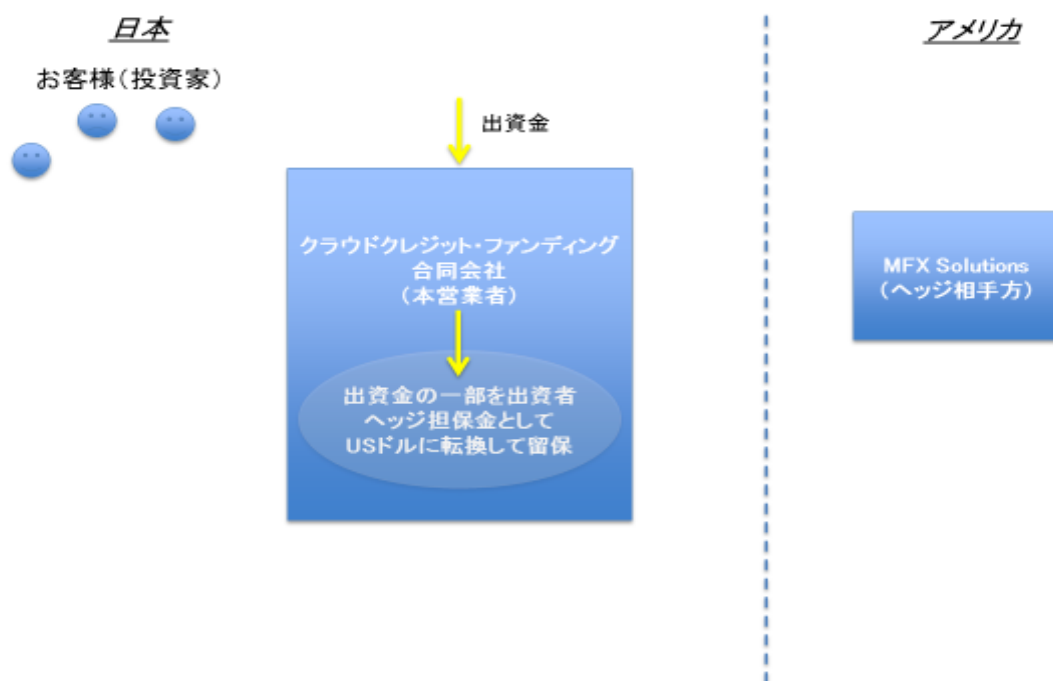 日本
アメリカ
お客様（投資家）
出資金
クラウドクレジット・ファンディング
合同会社
（本営業者）
出資金の一部を出資者
ヘッジ担保金として
USドルに転換して留保
MFX Solutions
（ヘッジ相手方）